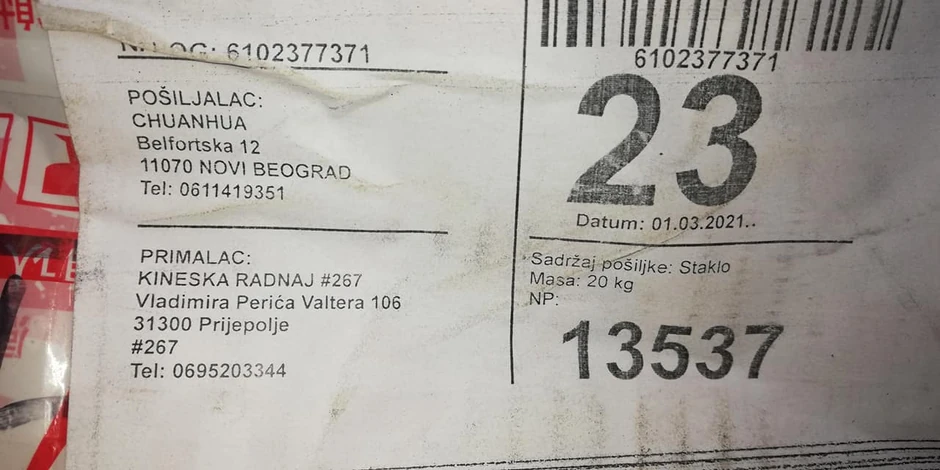 6102377371
POŠILJALAC:
CHUANHUA
Belfortska 12
11070 NOVI BEOGRAD
Tel: 0611419351
PRIMALAC:
KINESKA RADNAJ #267
Vladimira Perića Valtera 106
31300 Prijepolje
#267
Tel: 0695203344
6102377371
23
Datum: 01.03.2021..
Sadržaj pošiljke: Staklo
Masa: 20 kg
NP:
13537